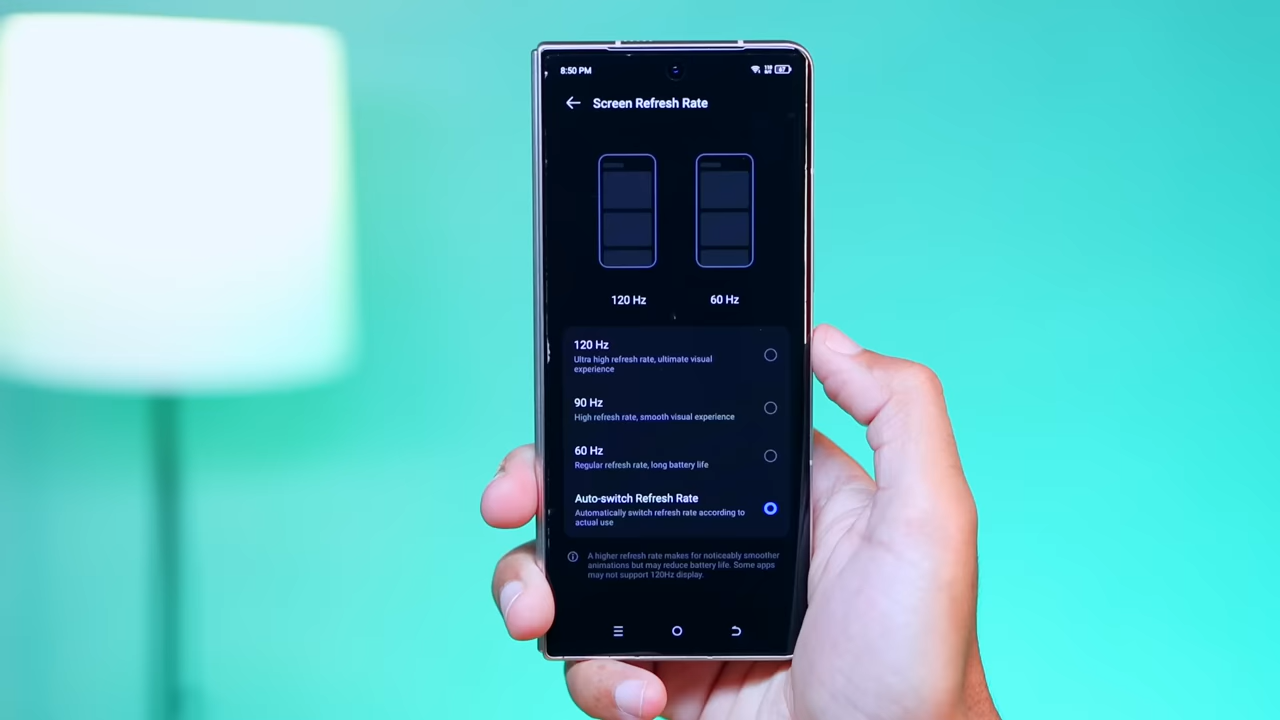 8:50 PM
67
Screen Refresh Rate
120 Hz
60 Hz
120 Hz
Ultra high refresh rate, ultimate visual
experience
90 Hz
High refresh rate, smooth visual experience
60 Hz
Regular refresh rate, long battery life
Auto-switch Refresh Rate
Automatically switch refresh rate according to
actual use
A higher refresh rate makes for noticeably smoother
animations but may reduce battery life. Some apps
may not support 120Hz display.